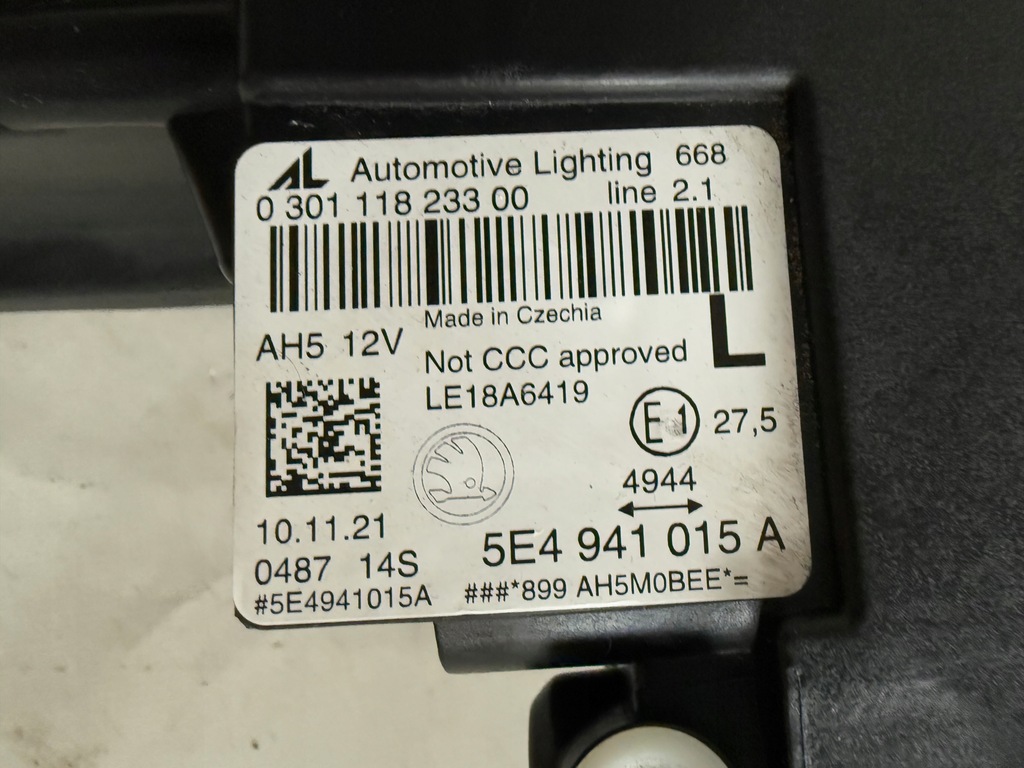 AL Automotive Lighting 668
0 301 118 233 00 line 2.1
Made in Czechia
AH5 12V
L
Not CCC approved
LE18A6419
E1 27,5
4944
10.11.21
5E4 941 015 A
0487 14S
#5E4941015A ###*899 AH5M0BEE*=